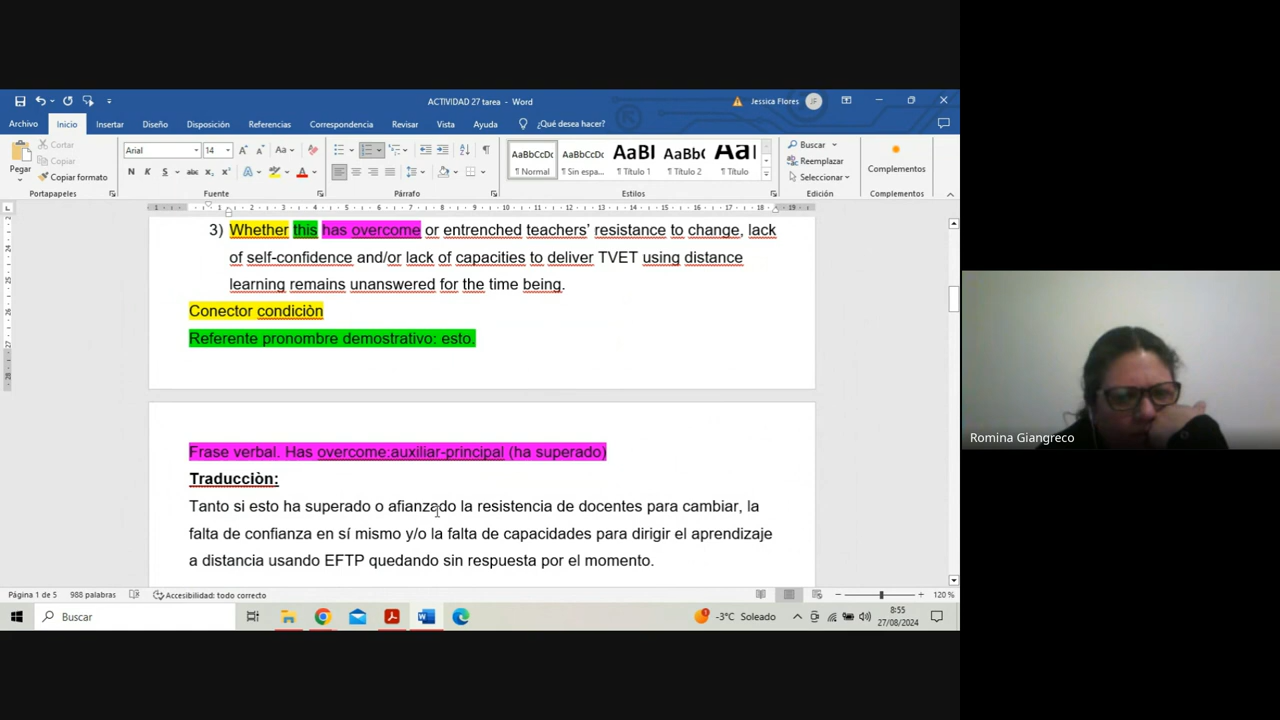 ACTIVIDAD 27 tarea - Word
Jessica Flores JF
Archivo Inicio Insertar Diseño Disposición Referencias Correspondencia Revisar Vista Ayuda ¿Qué desea hacer?
Pegar
Cortar
Copiar
Copiar formato
Portapapeles
Arial 14
Fuente
Párrafo
AaBbCcDc AaBbCcDc AaBI AaBbC AaI
¶ Normal ¶ Sin espa... ¶ Título 1 ¶ Título 2 ¶ Título
Estilos
Buscar
Reemplazar
Seleccionar
Edición
Complementos
Complementos
3) Whether this has overcome or entrenched teachers’ resistance to change, lack
of self-confidence and/or lack of capacities to deliver TVET using distance
learning remains unanswered for the time being.
Conector condiciòn
Referente pronombre demostrativo: esto.
Frase verbal. Has overcome:auxiliar-principal (ha superado)
Traducciòn:
Tanto si esto ha superado o afianzado la resistencia de docentes para cambiar, la
falta de confianza en sí mismo y/o la falta de capacidades para dirigir el aprendizaje
a distancia usando EFTP quedando sin respuesta por el momento.
Romina Giangreco
Página 1 de 5 988 palabras Accesibilidad: todo correcto 120 %
Buscar
-3°C Soleado
8:55
27/08/2024